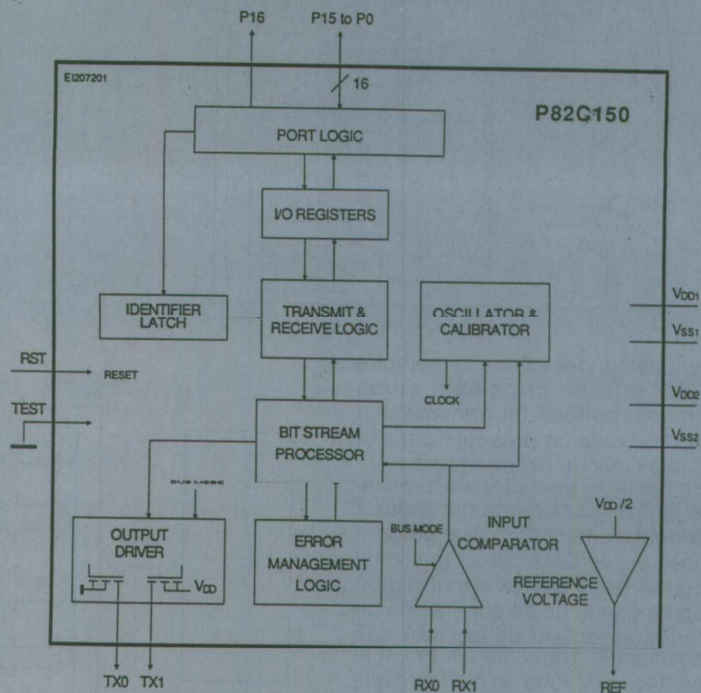 P16
P15 to P0
EI207201
16
P82C150
PORT LOGIC
I/O REGISTERS
IDENTIFIER
LATCH
TRANSMIT &
RECEIVE LOGIC
OSCILLATOR &
CALIBRATOR
VDD1
VSS1
RST
RESET
CLOCK
VDD2
TEST
BIT STREAM
PROCESSOR
VSS2
BUS MODE
OUTPUT
DRIVER
VDD
ERROR
MANAGEMENT
LOGIC
BUS MODE
INPUT
COMPARATOR
VDD/2
REFERENCE
VOLTAGE
TX0
TX1
RX0
RX1
REF